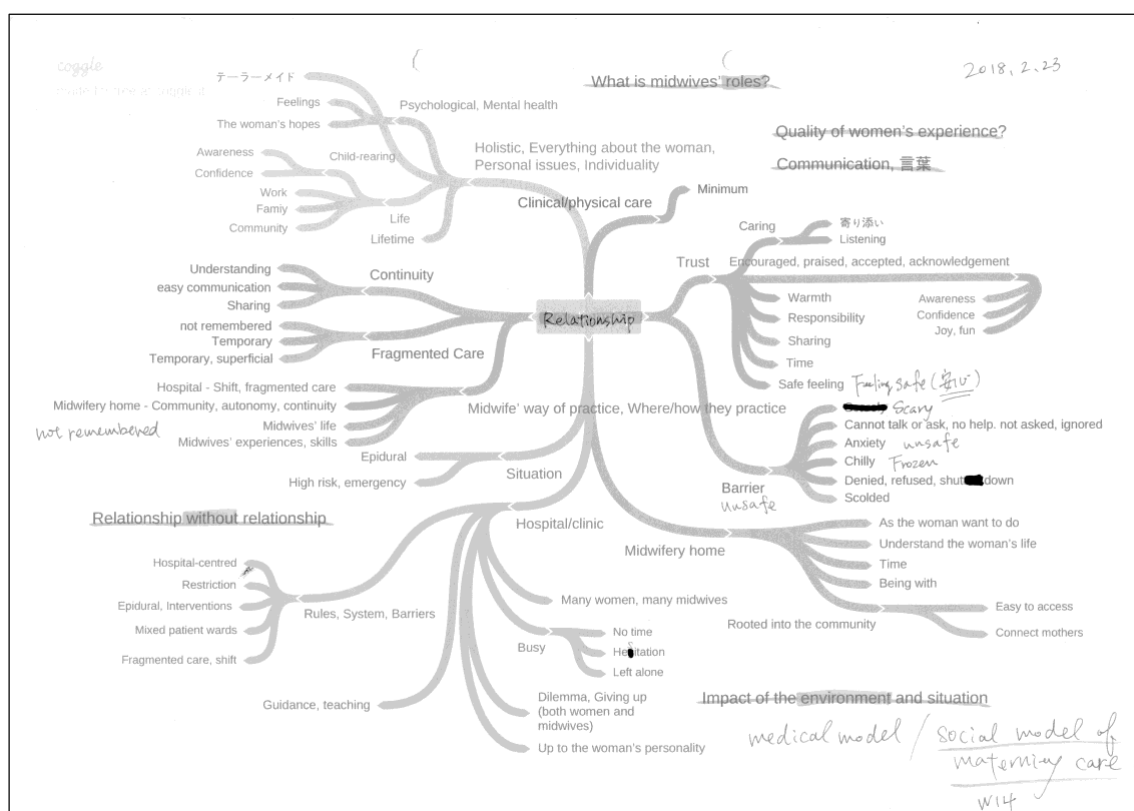 coggle
made for free at coggle.it
2018, 2, 23
What is midwives' roles?
Quality of women's experience?
Communication, 言葉
テーラーメイド
Feelings
The woman's hopes
Psychological, Mental health
Awareness
Confidence
Child-rearing
Work
Famiy
Community
Life
Lifetime
Holistic, Everything about the woman,
Personal issues, Individuality
Clinical/physical care
Minimum
Understanding
easy communication
Sharing
Continuity
not remembered
Temporary
Temporary, superficial
Fragmented Care
Relationship
Trust
Caring
寄り添い
Listening
Encouraged, praised, accepted, acknowledgement
Awareness
Confidence
Joy, fun
Warmth
Responsibility
Sharing
Time
Safe feeling
Feeling safe (安心)
Hospital - Shift, fragmented care
Midwifery home - Community, autonomy, continuity
Midwives' life
Midwives' experiences, skills
not remembered
Midwife' way of practice, Where/how they practice
Epidural
High risk, emergency
Situation
Barrier
unsafe
Scary
Cannot talk or ask, no help. not asked, ignored
Anxiety unsafe
Chilly Frozen
Denied, refused, shut down
Scolded
Relationship without relationship
Hospital/clinic
Hospital-centred
Restriction
Epidural, Interventions
Mixed patient wards
Fragmented care, shift
Rules, System, Barriers
Guidance, teaching
Many women, many midwives
Busy
No time
Left alone
Dilemma, Giving up
(both women and
midwives)
Up to the woman's personality
Midwifery home
As the woman want to do
Understand the woman's life
Time
Being with
Rooted into the community
Easy to access
Connect mothers
Impact of the environment and situation
medical model / social model of
maternity care
W14